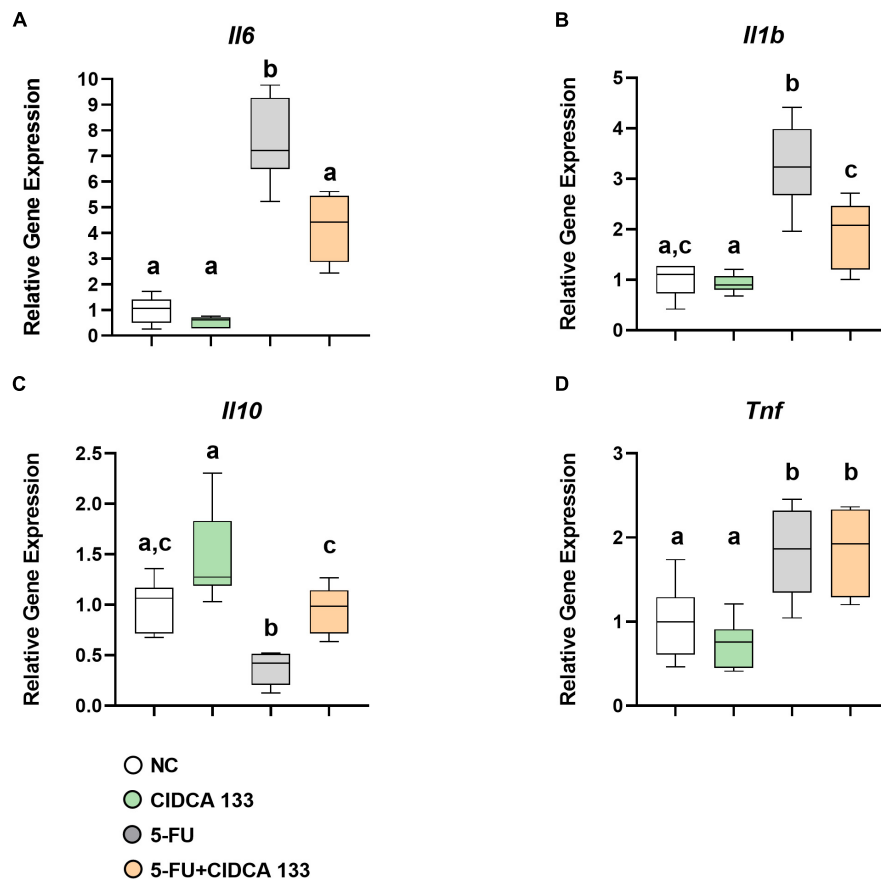 A
Il6
Relative Gene Expression
10
9
8
7
6
5
4
3
2
1
0
a
a
b
a
B
Il1b
Relative Gene Expression
5
4
3
2
1
0
a,c
a
b
c
C
Il10
Relative Gene Expression
2.5
2.0
1.5
1.0
0.5
0.0
a,c
a
b
c
D
Tnf
Relative Gene Expression
3
2
1
0
a
a
b
b
NC
CIDCA 133
5-FU
5-FU+CIDCA 133